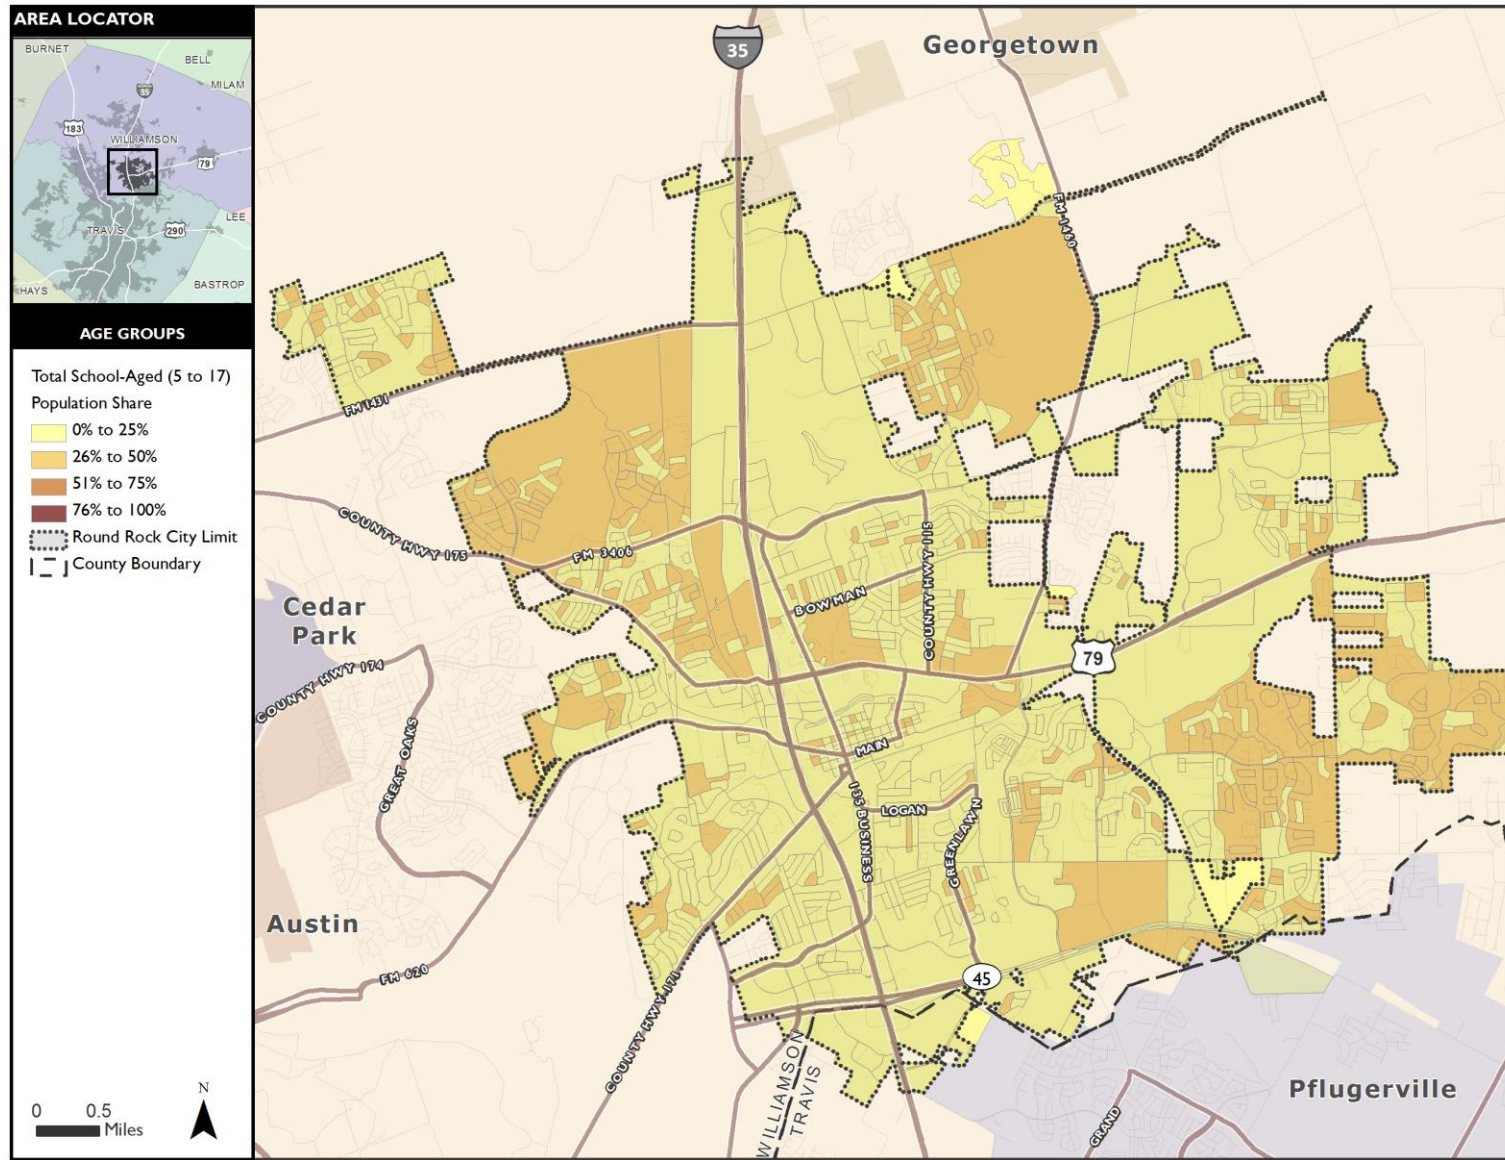 AREA LOCATOR
BURNET
BELL
MILAM
35
183
WILLIAMSON
79
LEE
TRAVIS
290
BASTROP
HAYS
AGE GROUPS
Total School-Aged (5 to 17)
Population Share
0% to 25%
26% to 50%
51% to 75%
76% to 100%
Round Rock City Limit
County Boundary
0 0.5
Miles
N
35
Georgetown
FM 1460
FM 1431
COUNTY HWY 175
FM 3406
COUNTY HWY 115
BOWMAN
Cedar
Park
79
COUNTY HWY 174
GREAT OAKS
MAIN
LOGAN
I35 BUSINESS
GREENLAWN
Austin
FM 620
COUNTY HWY 171
45
WILLIAMSON
TRAVIS
Pflugerville
GRAND